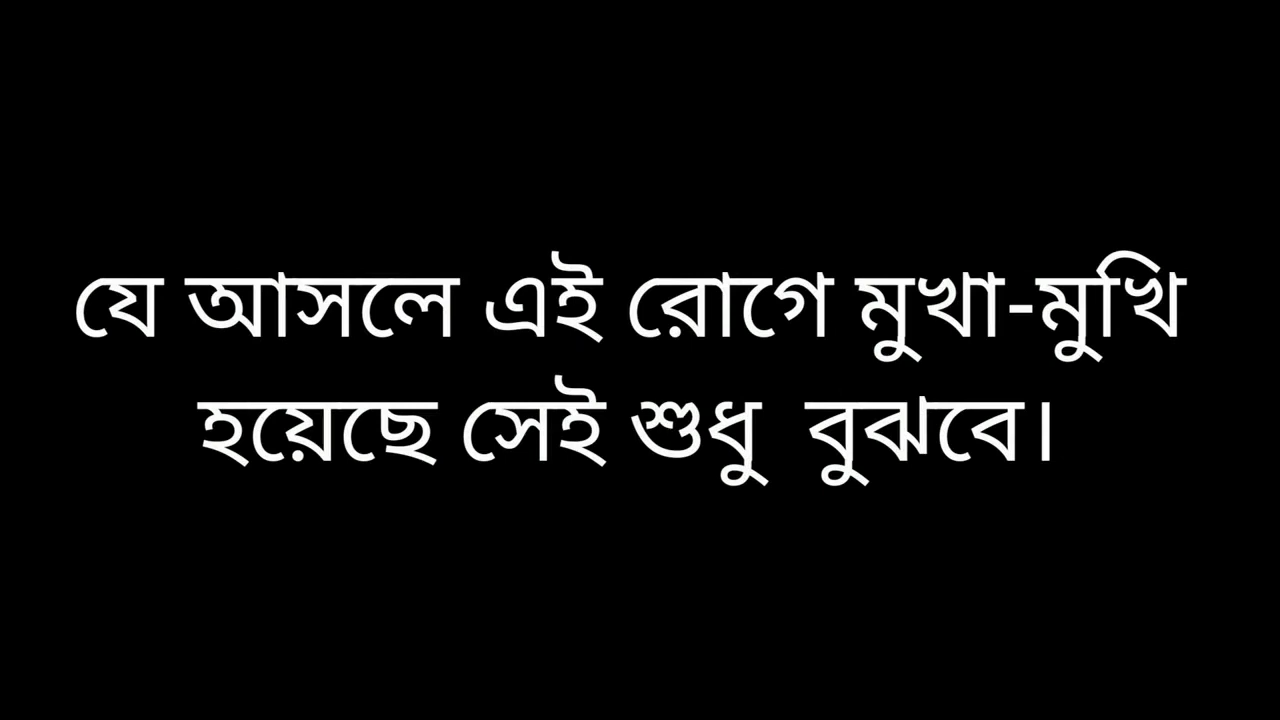 যে আসলে এই রোগে মুখা-মুখি
হয়েছে সেই শুধু  বুঝবে।